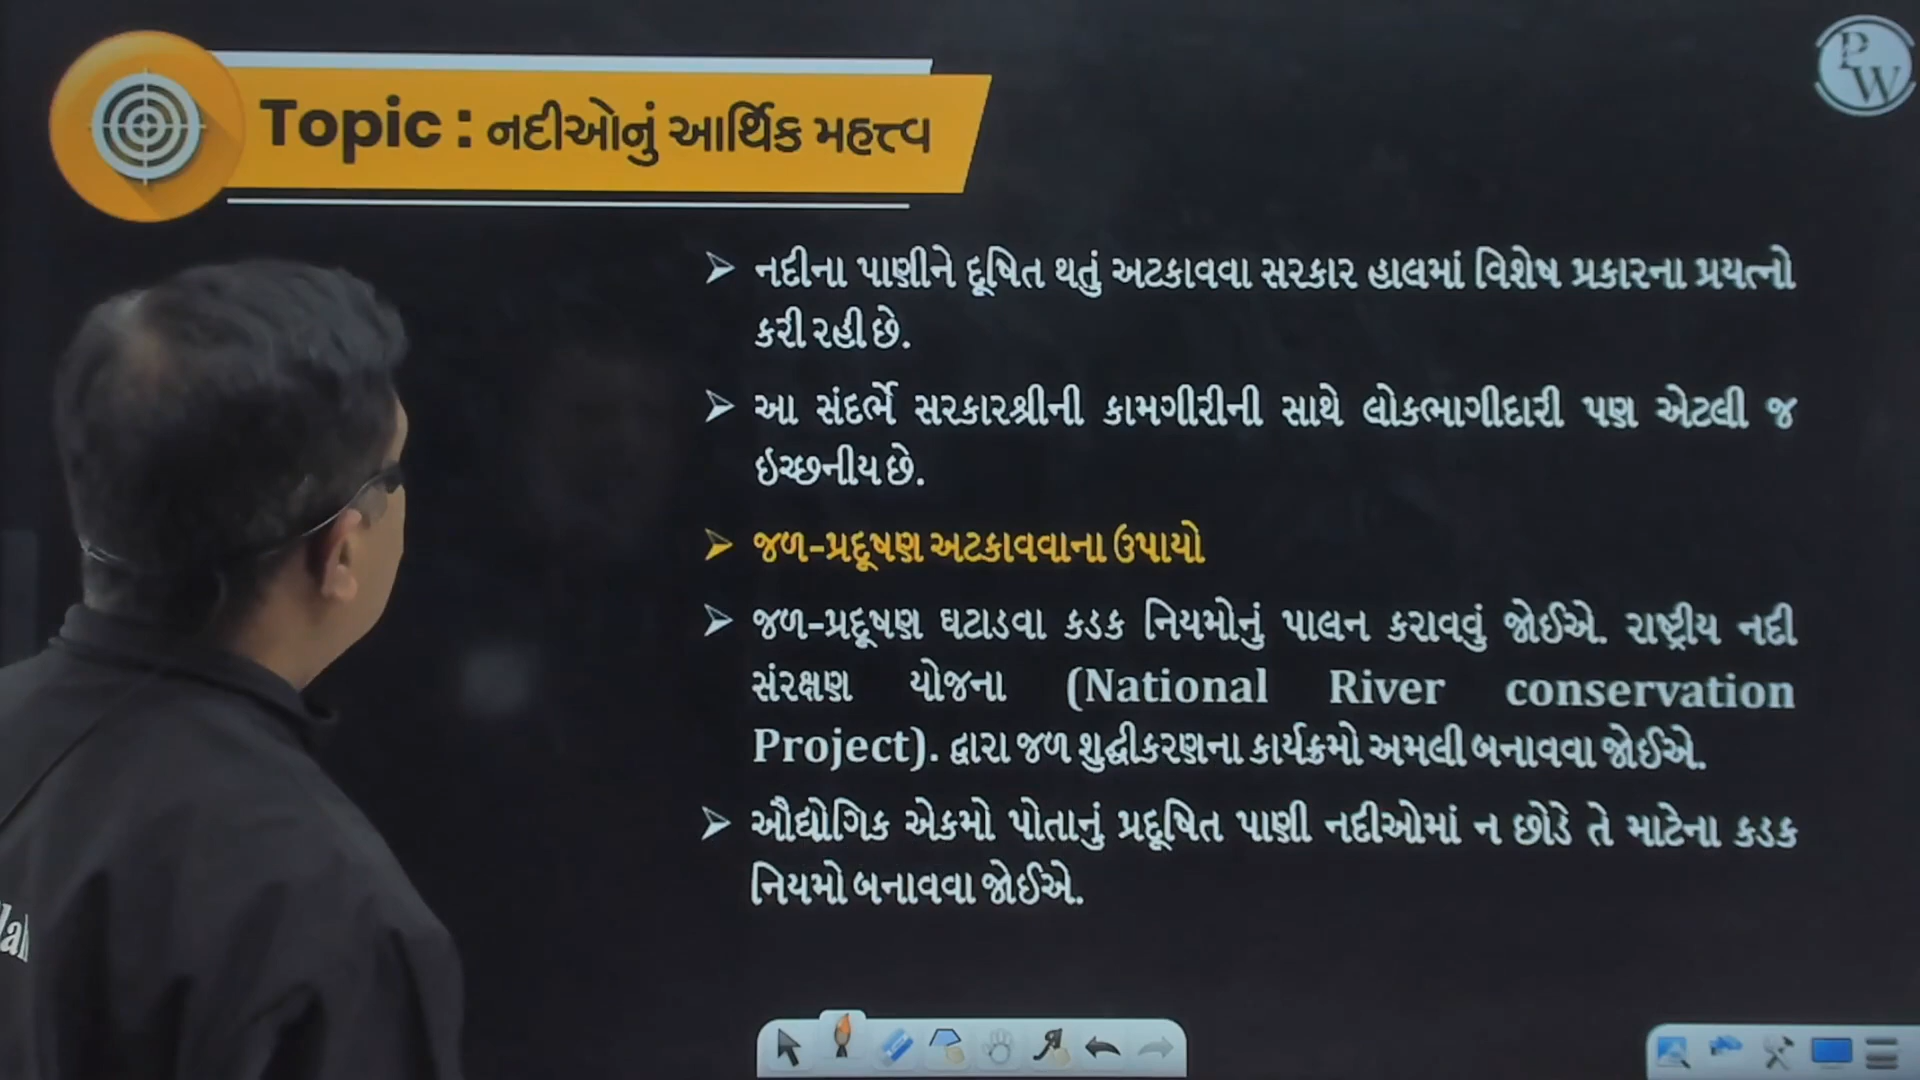 PW
Topic : નદીઓનું આર્થિક મહત્ત્વ
નદીના પાણીને દૂષિત થતું અટકાવવા સરકાર હાલમાં વિશેષ પ્રકારના પ્રયત્નો
કરી રહી છે.
આ સંદર્ભે સરકારશ્રીની કામગીરીની સાથે લોકભાગીદારી પણ એટલી જ
ઇચ્છનીય છે.
જળ-પ્રદૂષણ અટકાવવાના ઉપાયો
જળ-પ્રદૂષણ ઘટાડવા કડક નિયમોનું પાલન કરાવવું જોઈએ. રાષ્ટ્રીય નદી
સંરક્ષણ યોજના (National River conservation
Project). દ્વારા જળ શુદ્ધીકરણના કાર્યક્રમો અમલી બનાવવા જોઈએ.
ઔદ્યોગિક એકમો પોતાનું પ્રદૂષિત પાણી નદીઓમાં ન છોડે તે માટેના કડક
નિયમો બનાવવા જોઈએ.